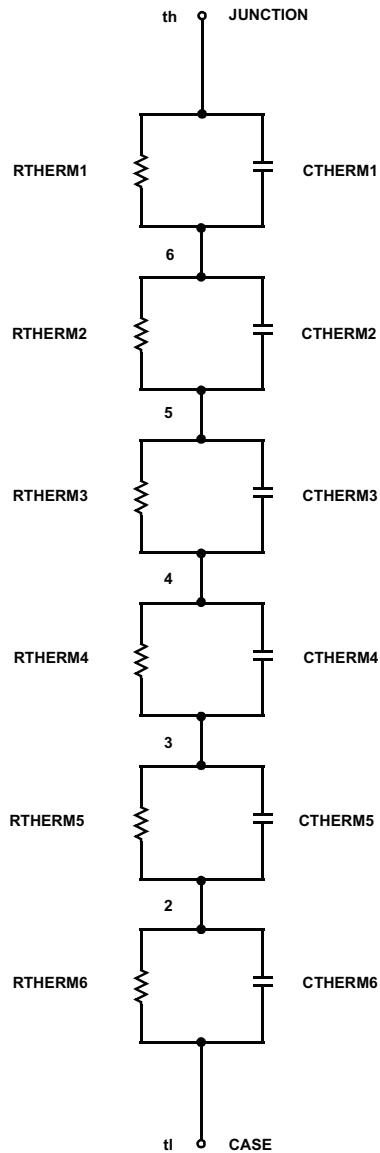 th JUNCTION
RTHERM1 CTHERM1
6
RTHERM2 CTHERM2
5
RTHERM3 CTHERM3
4
RTHERM4 CTHERM4
3
RTHERM5 CTHERM5
2
RTHERM6 CTHERM6
tl CASE